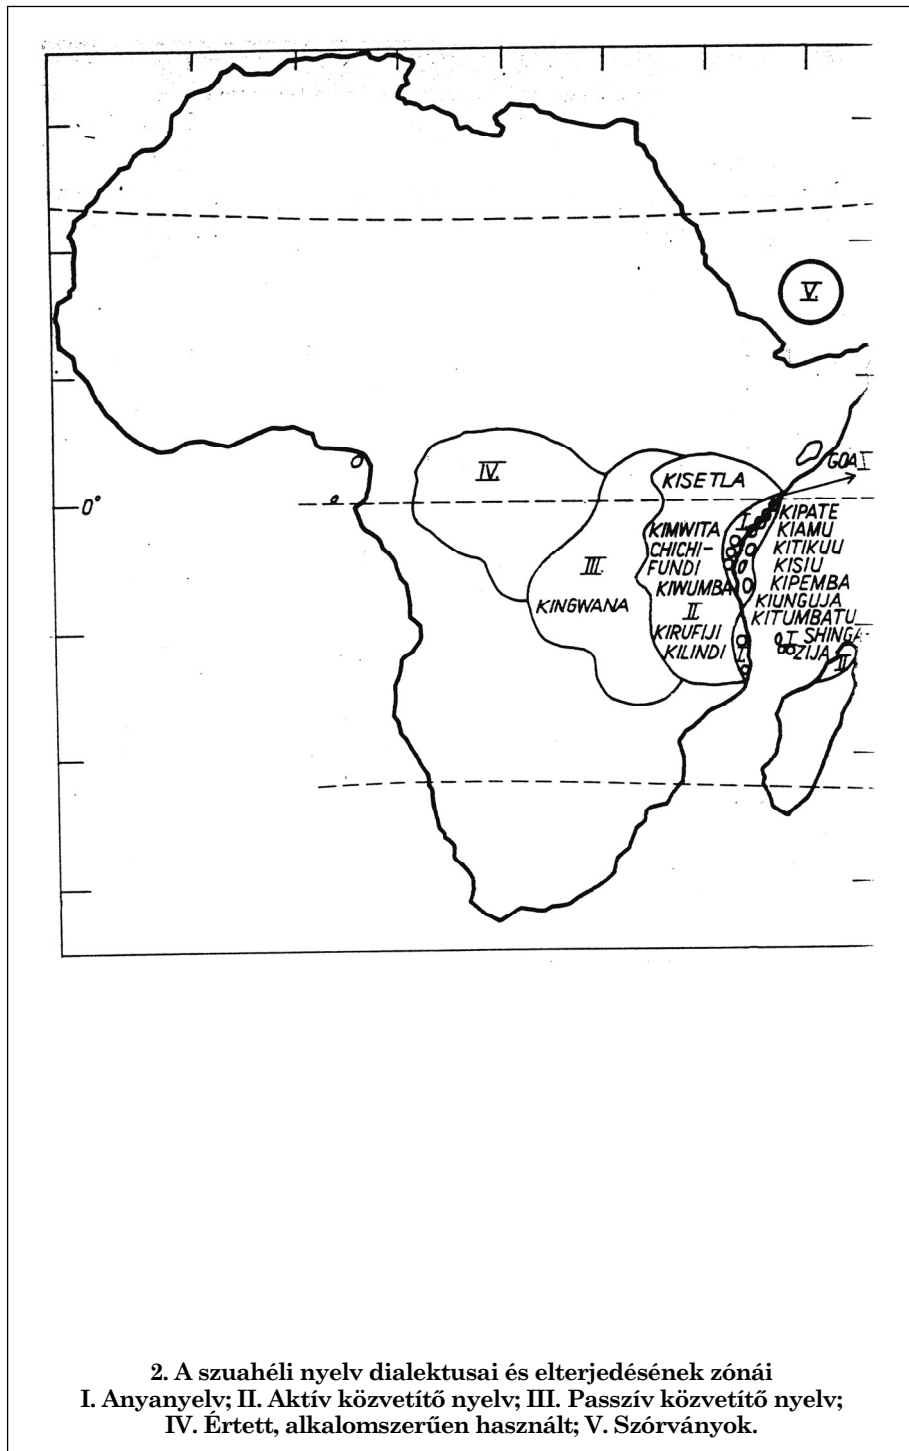 V.
IV.
KISETLA
GOA I
0°
I.
KIPATE
KIMWITA
KIAMU
CHICHI-
KITIKUU
FUNDI
KISIU
III.
KIWUMBA
KIPEMBA
KINGWANA
KIUNGUJA
II
KITUMBATU
KIRUFIJI
I SHINGA-
KILINDI
I.
ZIJA
II
2. A szuahéli nyelv dialektusai és elterjedésének zónái
I. Anyanyelv; II. Aktív közvetítő nyelv; III. Passzív közvetítő nyelv;
IV. Értett, alkalomszerűen használt; V. Szórványok.